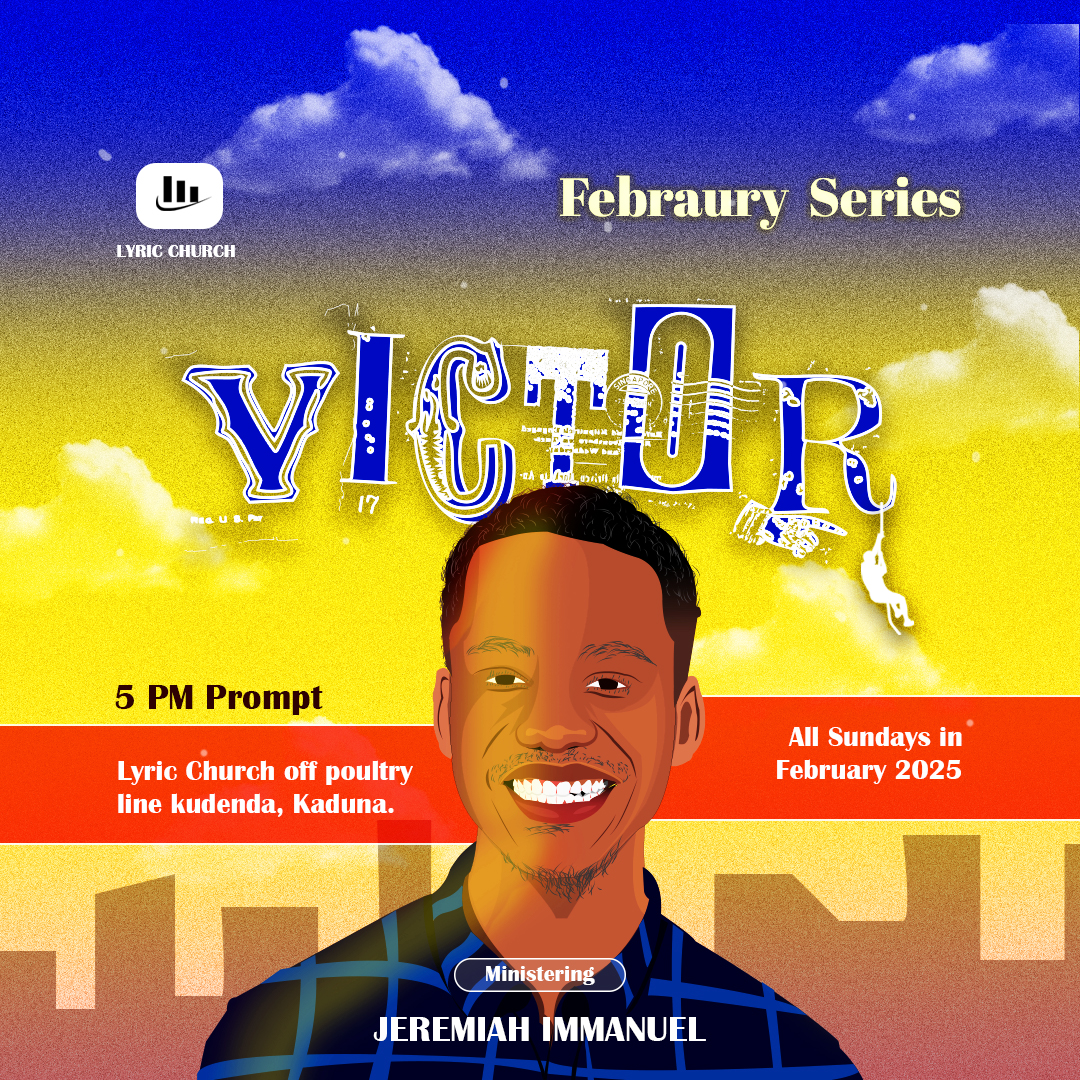 LYRIC CHURCH
Febraury Series
VICTOR
SINGAPORE
17
5 PM Prompt
Lyric Church off poultry
line kudenda, Kaduna.
All Sundays in
February 2025
Ministering
JEREMIAH IMMANUEL